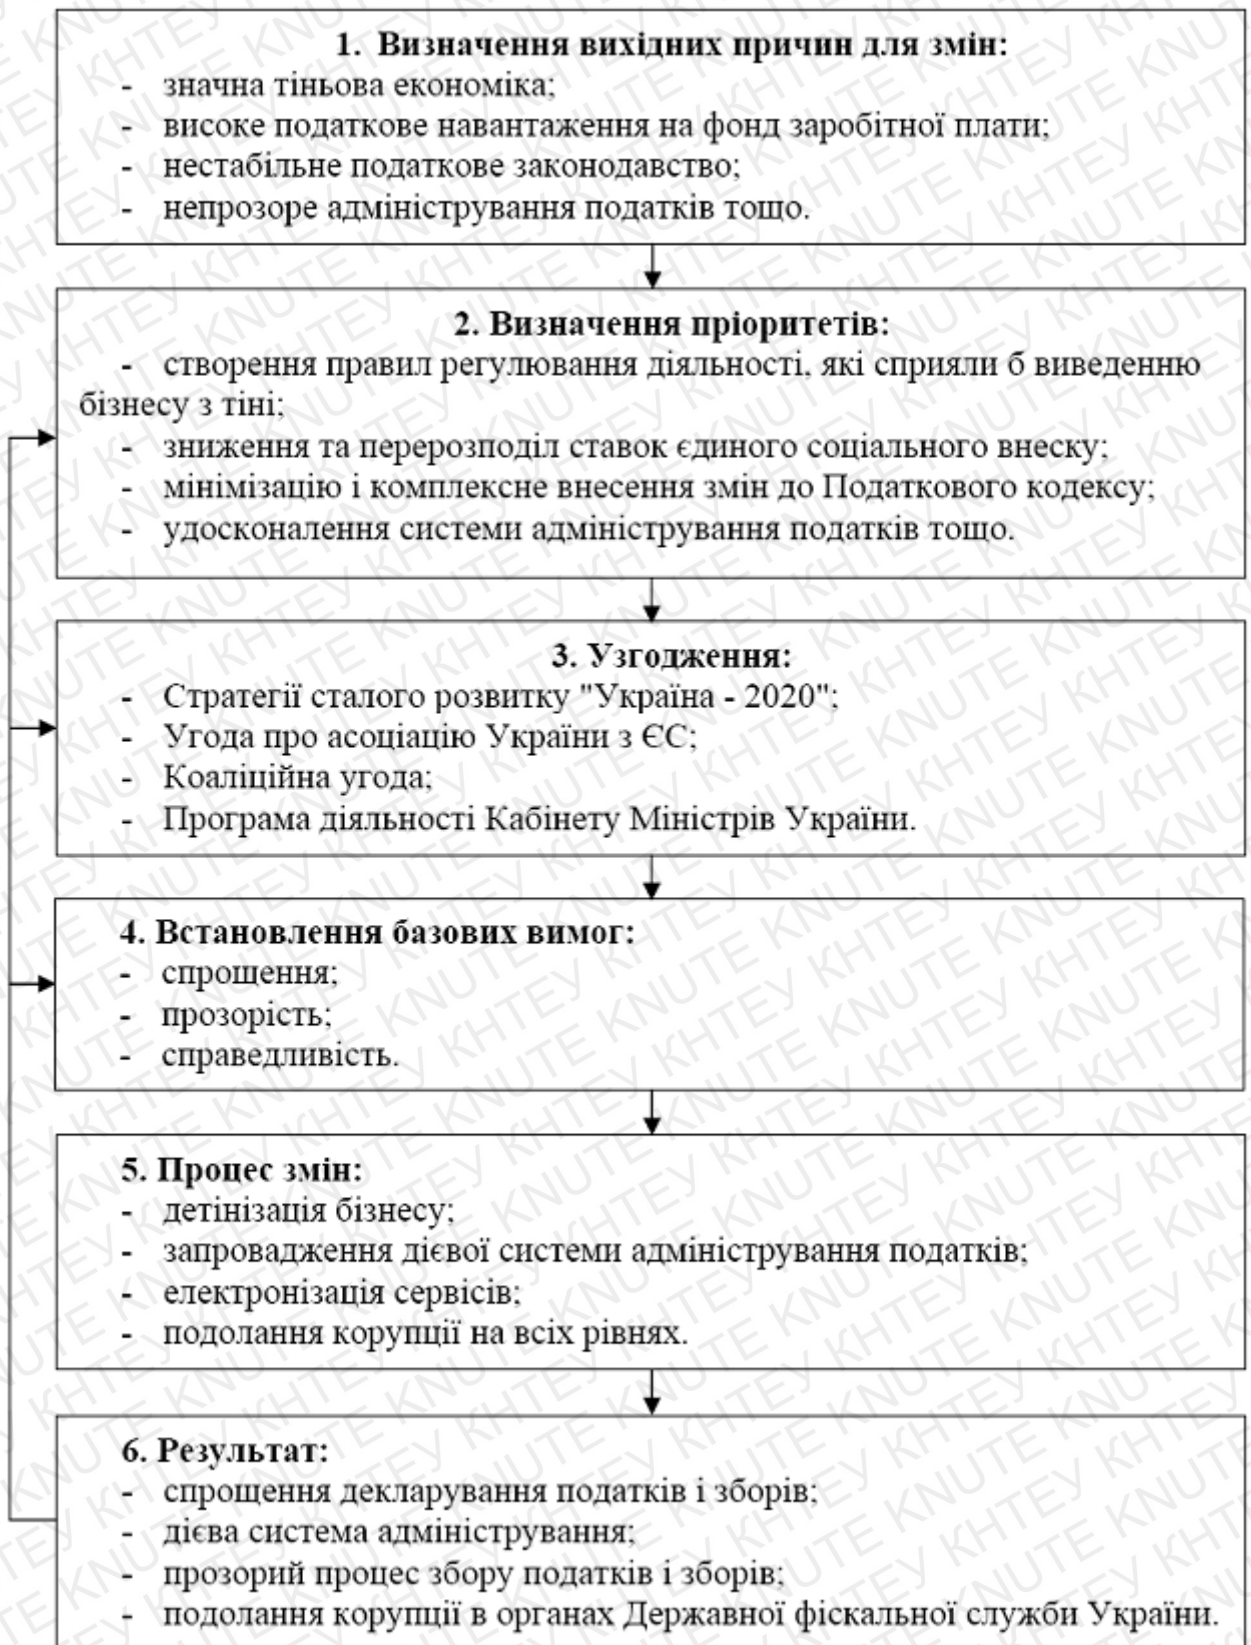 1. Визначення вихідних причин для змін:
- значна тіньова економіка;
- високе податкове навантаження на фонд заробітної плати;
- нестабільне податкове законодавство;
- непрозоре адміністрування податків тощо.
2. Визначення пріоритетів:
- створення правил регулювання діяльності, які сприяли б виведенню
бізнесу з тіні;
- зниження та перерозподіл ставок єдиного соціального внеску;
- мінімізацію і комплексне внесення змін до Податкового кодексу;
- удосконалення системи адміністрування податків тощо.
3. Узгодження:
- Стратегії сталого розвитку "Україна - 2020";
- Угода про асоціацію України з ЄС;
- Коаліційна угода;
- Програма діяльності Кабінету Міністрів України.
4. Встановлення базових вимог:
- спрощення;
- прозорість;
- справедливість.
5. Процес змін:
- детінізація бізнесу;
- запровадження дієвої системи адміністрування податків;
- електронізація сервісів;
- подолання корупції на всіх рівнях.
6. Результат:
- спрощення декларування податків і зборів;
- дієва система адміністрування;
- прозорий процес збору податків і зборів;
- подолання корупції в органах Державної фіскальної служби України.